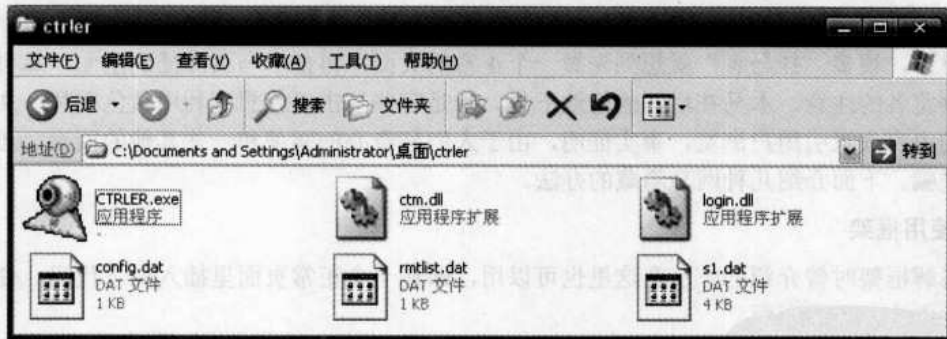 ctrler
文件(F) 编辑(E) 查看(V) 收藏(A) 工具(T) 帮助(H)
后退 搜索 文件夹
地址(D) C:\Documents and Settings\Administrator\桌面\ctrler 转到
CTRLER.exe
应用程序
ctm.dll
应用程序扩展
login.dll
应用程序扩展
config.dat
DAT 文件
1 KB
rmtlist.dat
DAT 文件
1 KB
s1.dat
DAT 文件
4 KB